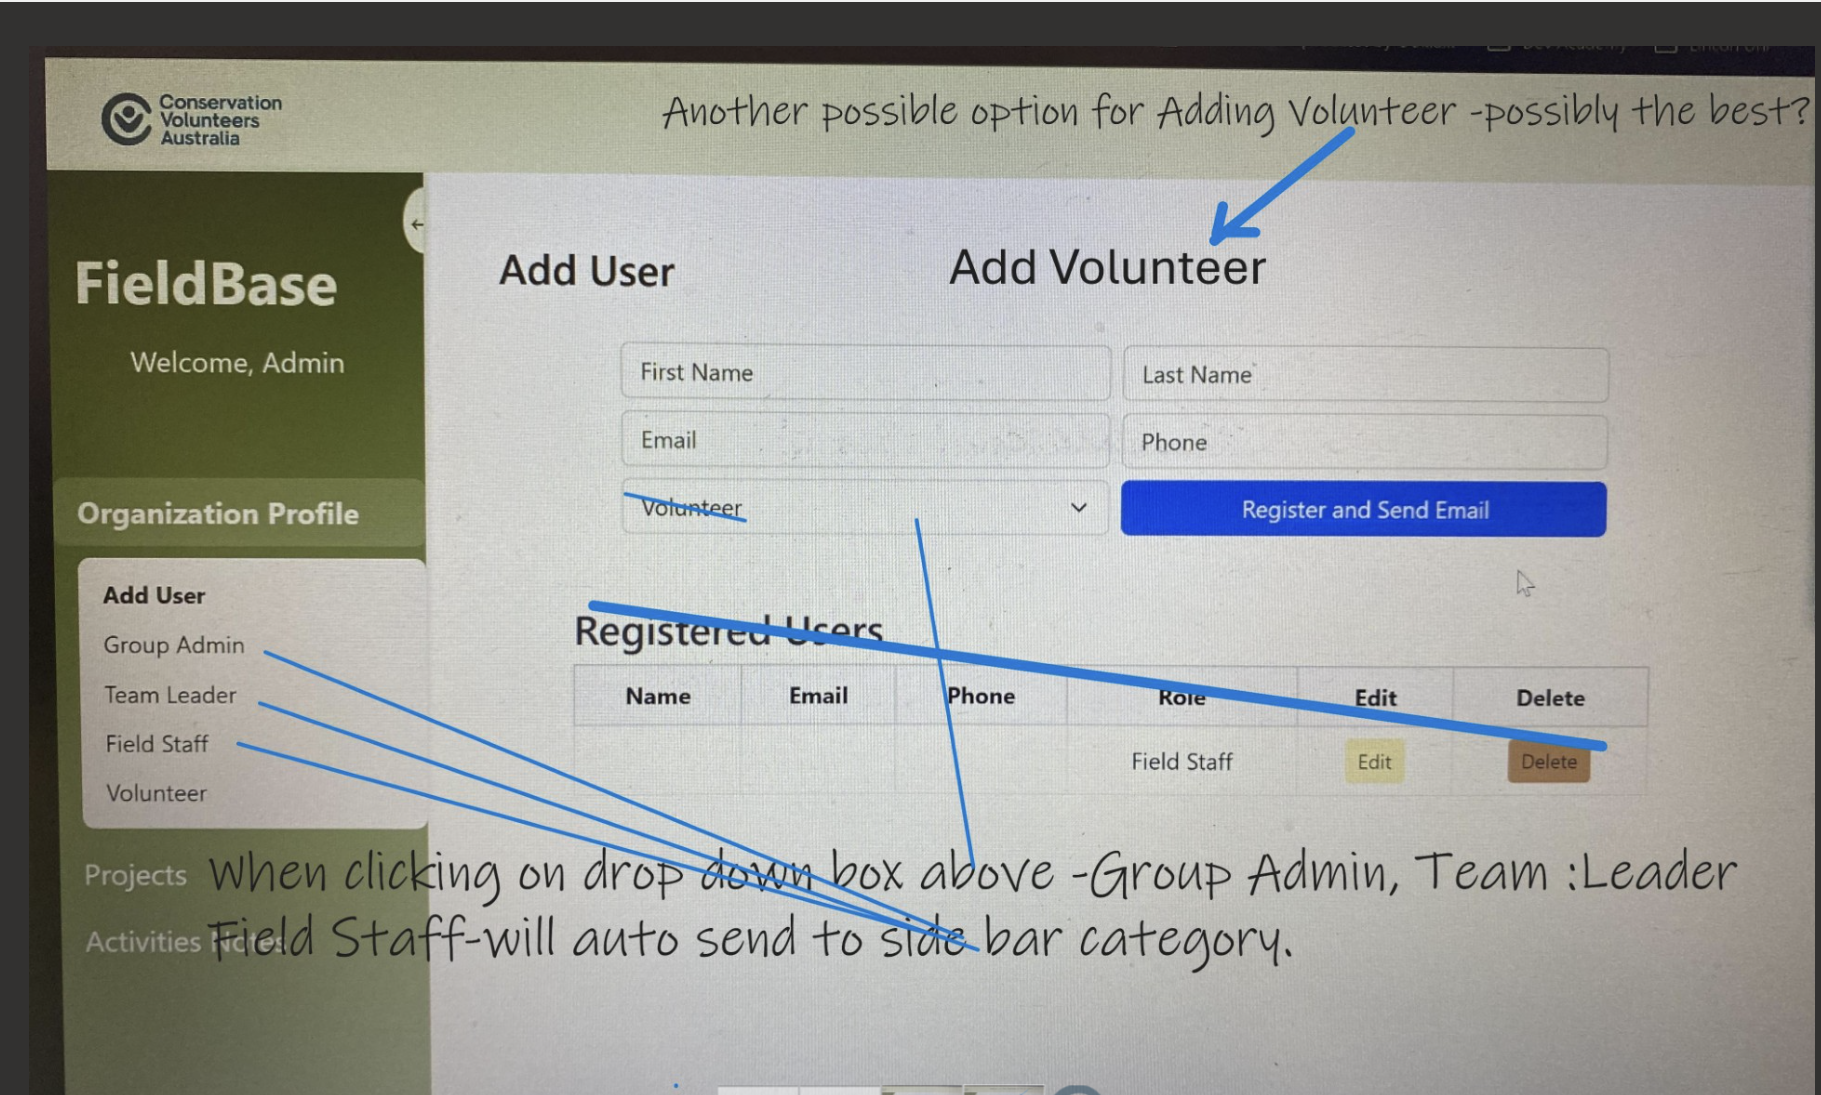 Conservation
Volunteers
Australia
Another possible option for Adding Volunteer -possibly the best?
←
FieldBase
Welcome, Admin
Add User
Add Volunteer
First Name
Last Name
Email
Phone
Volunteer
Register and Send Email
Organization Profile
Add User
Group Admin
Team Leader
Field Staff
Volunteer
Registered Users
Name Email Phone Role Edit Delete
Field Staff Edit Delete
Projects
When clicking on drop down box above -Group Admin, Team :Leader
Activities Notes
Field Staff-will auto send to side bar category.